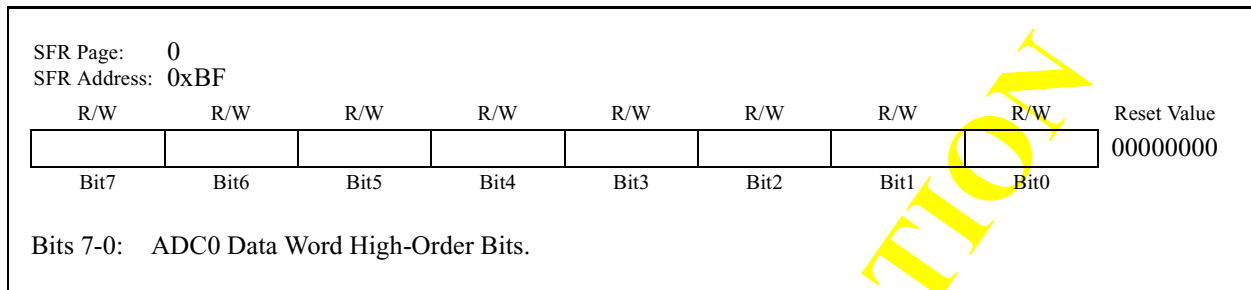 SFR Page: 0
SFR Address: 0xBF
R/W R/W R/W R/W R/W R/W R/W R/W Reset Value
00000000
Bit7 Bit6 Bit5 Bit4 Bit3 Bit2 Bit1 Bit0
Bits 7-0: ADC0 Data Word High-Order Bits.
TION